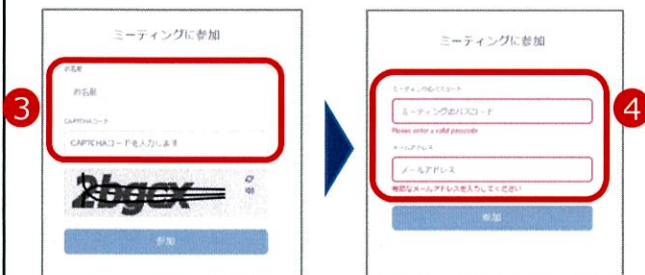 ミーティングに参加
お名前
お名前
CAPTCHAコード
CAPTCHAコードを入力します
2bgcx
参加
3
ミーティングに参加
ミーティングのパスコード
ミーティングのパスコード
Please enter a valid passcode
メールアドレス
メールアドレス
有効なメールアドレスを入力してください
参加
4